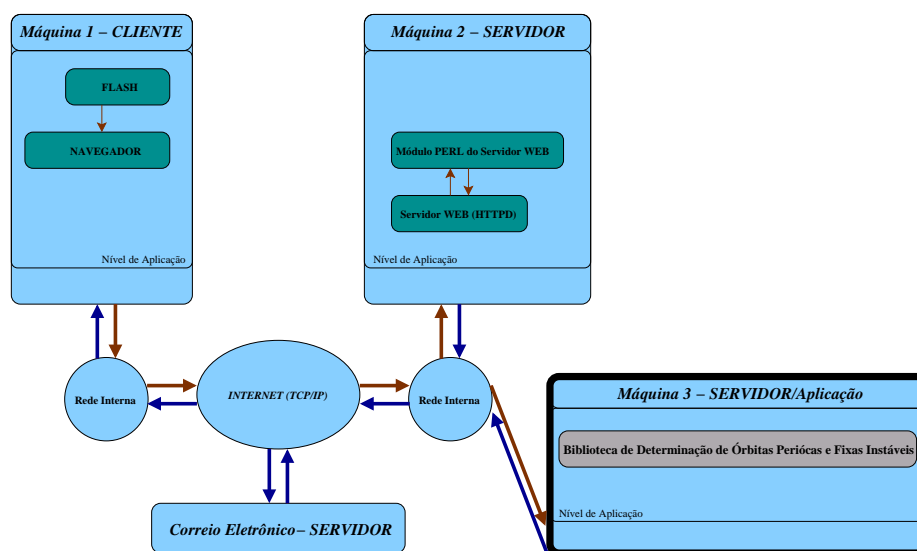 Máquina 1 – CLIENTE
FLASH
NAVEGADOR
Nível de Aplicação
Máquina 2 – SERVIDOR
Módulo PERL do Servidor WEB
Servidor WEB (HTTPD)
Nível de Aplicação
Rede Interna
INTERNET (TCP/IP)
Rede Interna
Máquina 3 – SERVIDOR/Aplicação
Biblioteca de Determinação de Órbitas Periócas e Fixas Instáveis
Nível de Aplicação
Correio Eletrônico – SERVIDOR